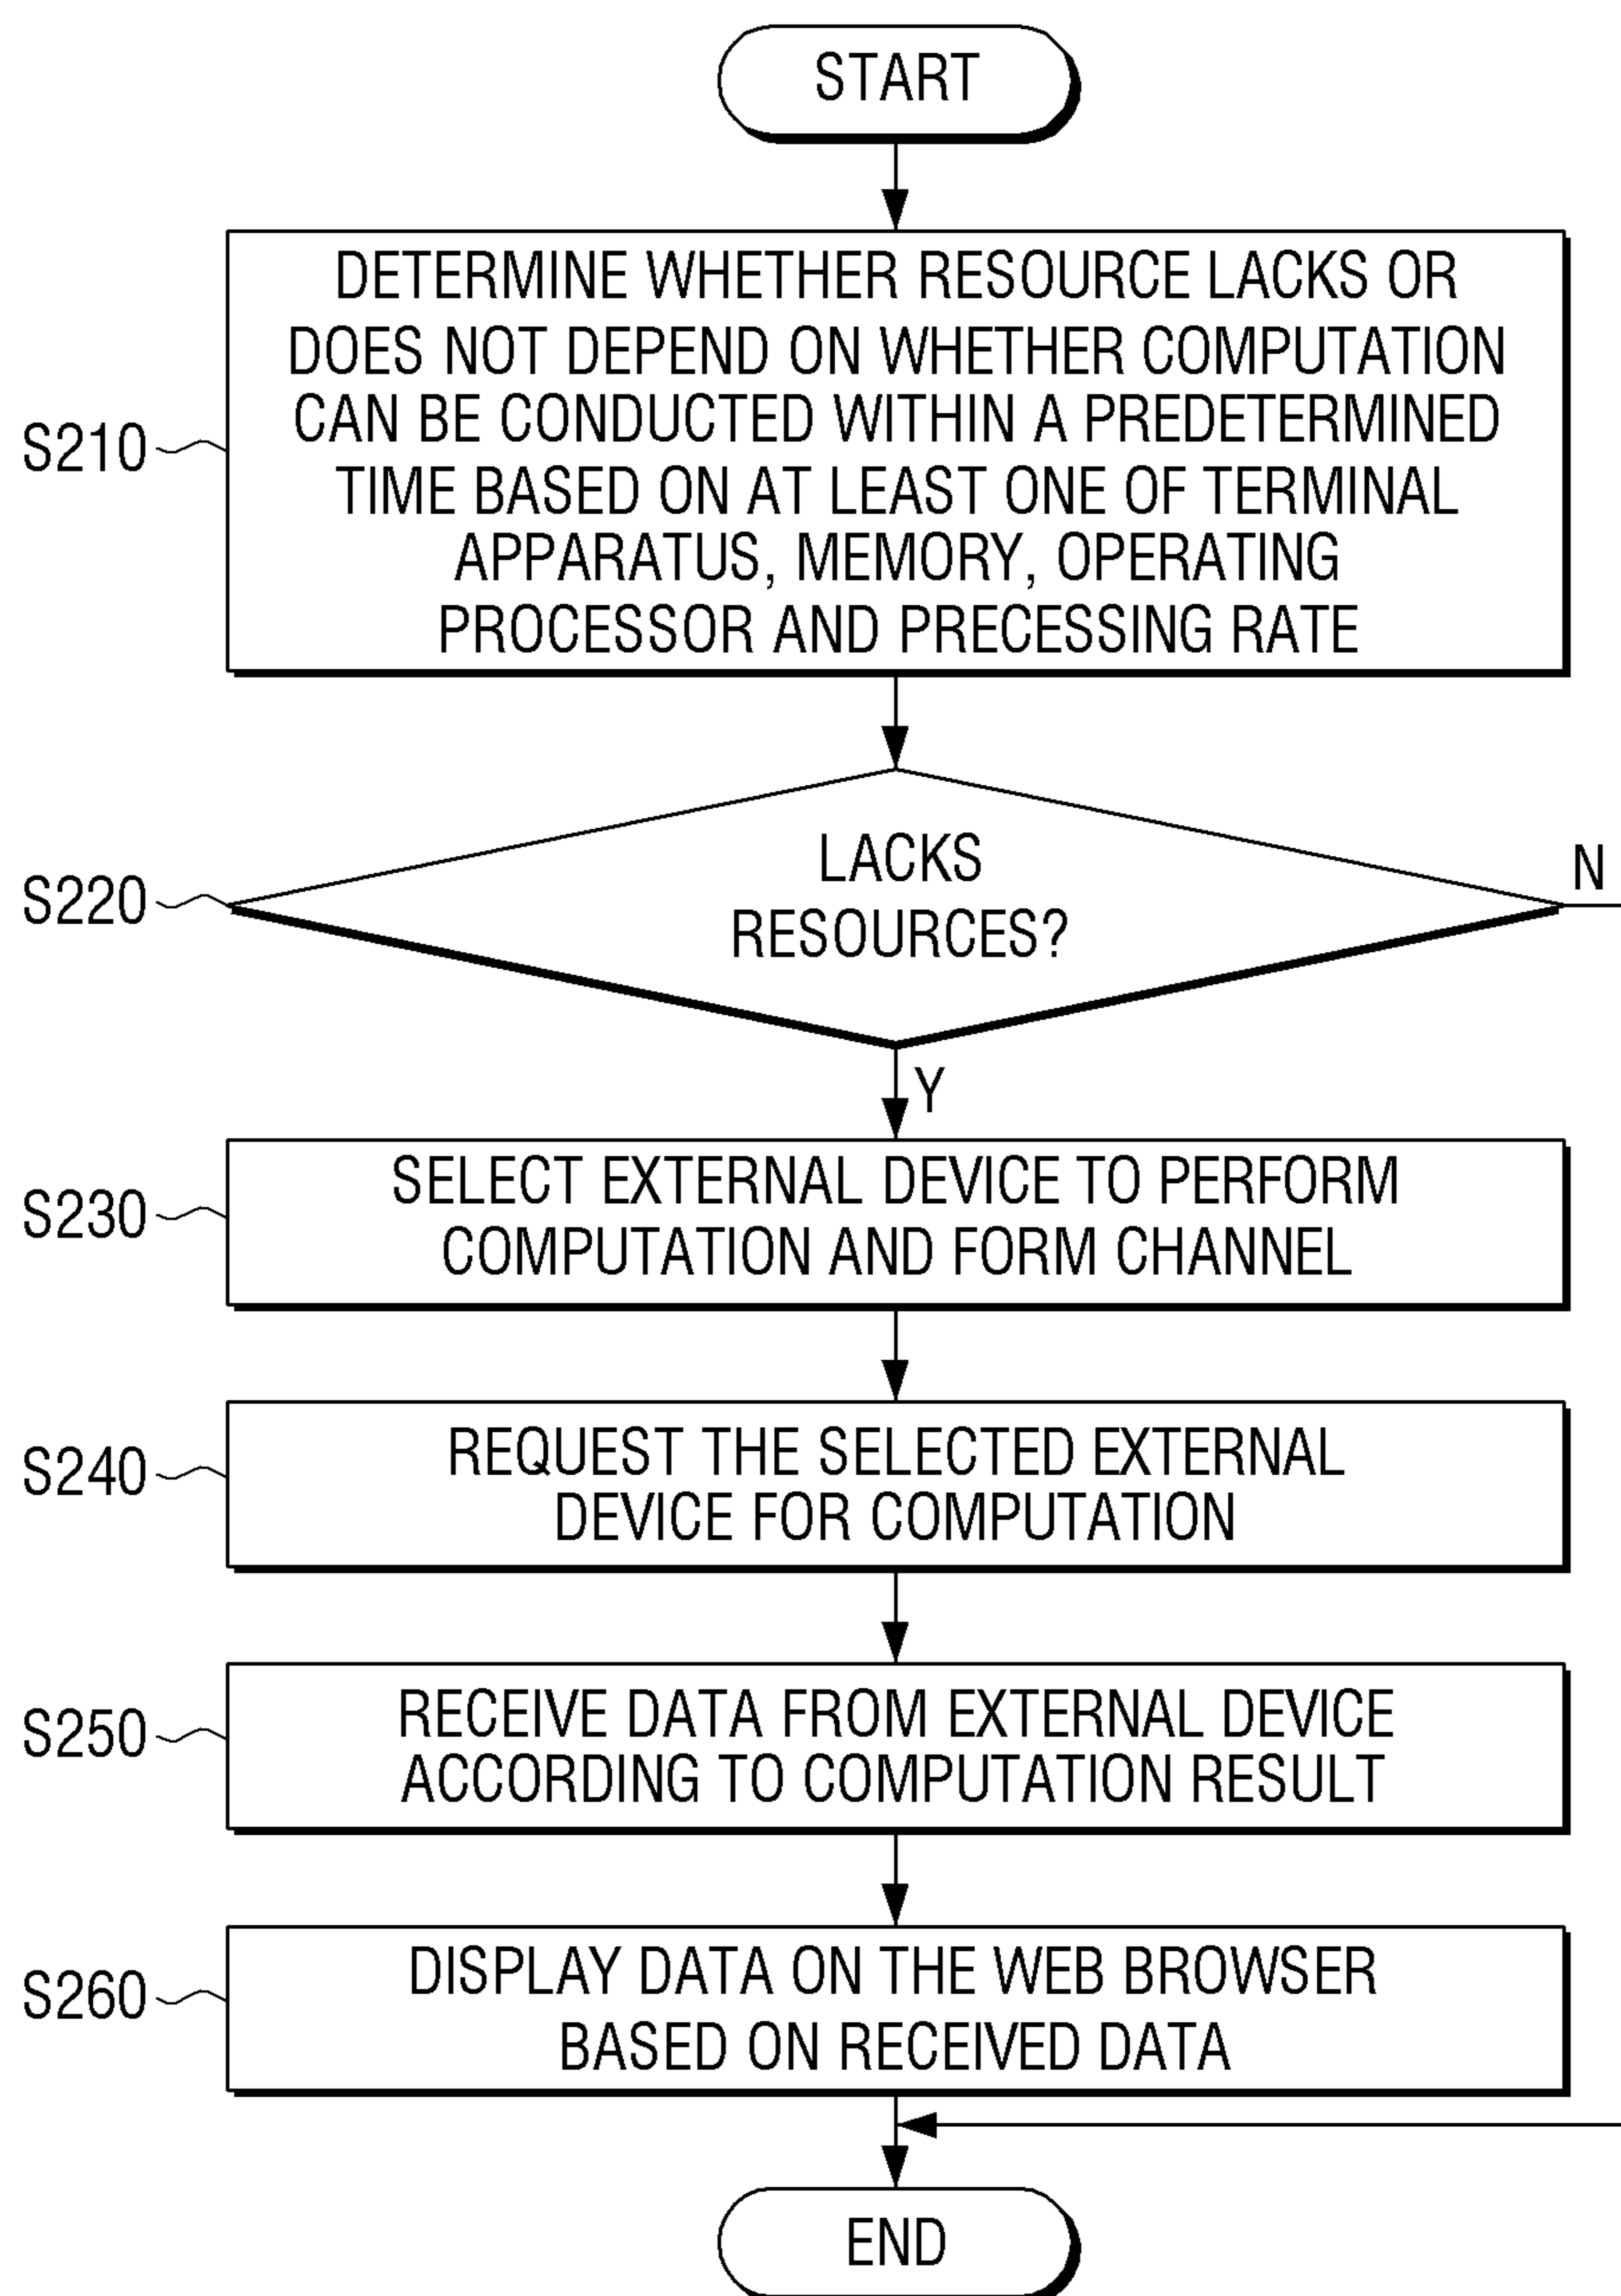 START
S210
DETERMINE WHETHER RESOURCE LACKS OR
DOES NOT DEPEND ON WHETHER COMPUTATION
CAN BE CONDUCTED WITHIN A PREDETERMINED
TIME BASED ON AT LEAST ONE OF TERMINAL
APPARATUS, MEMORY, OPERATING
PROCESSOR AND PRECESSING RATE
S220
LACKS
RESOURCES?
N
Y
S230
SELECT EXTERNAL DEVICE TO PERFORM
COMPUTATION AND FORM CHANNEL
S240
REQUEST THE SELECTED EXTERNAL
DEVICE FOR COMPUTATION
S250
RECEIVE DATA FROM EXTERNAL DEVICE
ACCORDING TO COMPUTATION RESULT
S260
DISPLAY DATA ON THE WEB BROWSER
BASED ON RECEIVED DATA
END